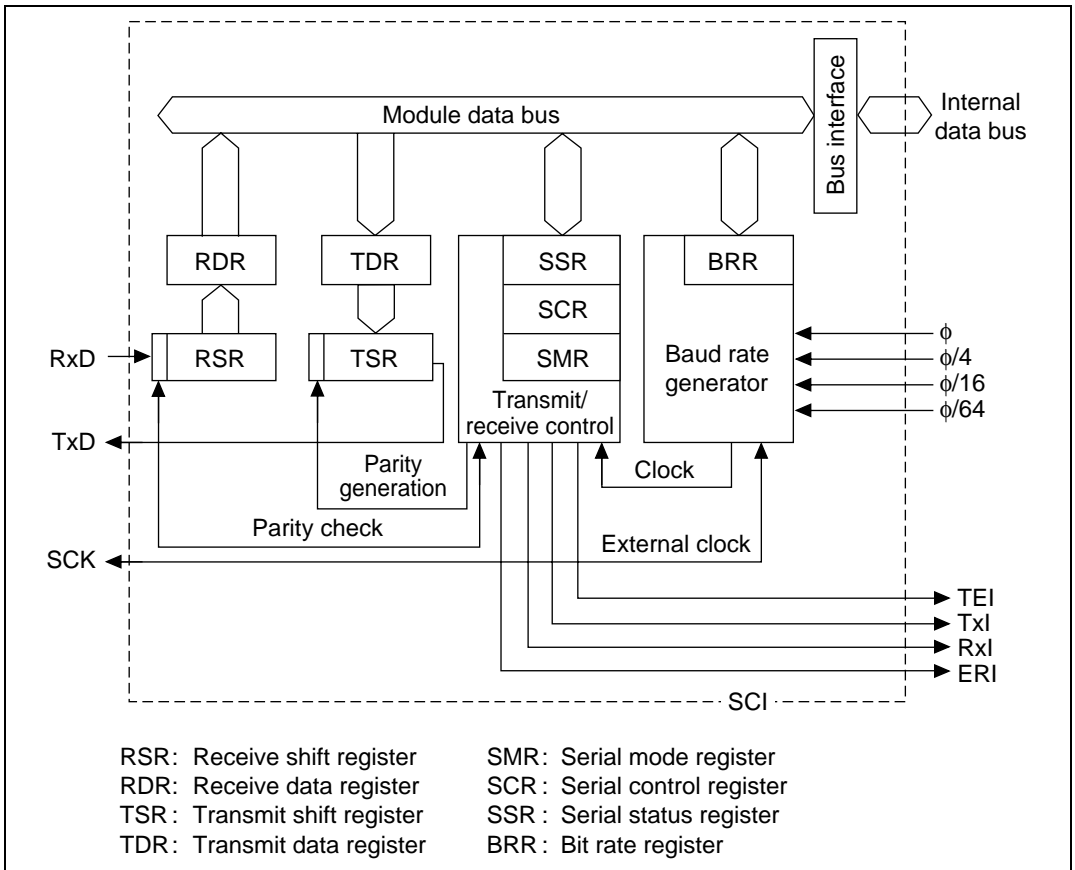 Bus interface
Internal
data bus
Module data bus
RDR
TDR
SSR
BRR
SCR
RxD
RSR
TSR
SMR
Baud rate
generator
φ
φ/4
φ/16
φ/64
Transmit/
receive control
TxD
Parity
generation
Clock
Parity check
SCK
External clock
TEI
TxI
RxI
ERI
SCI
RSR: Receive shift register
RDR: Receive data register
TSR: Transmit shift register
TDR: Transmit data register
SMR: Serial mode register
SCR: Serial control register
SSR: Serial status register
BRR: Bit rate register